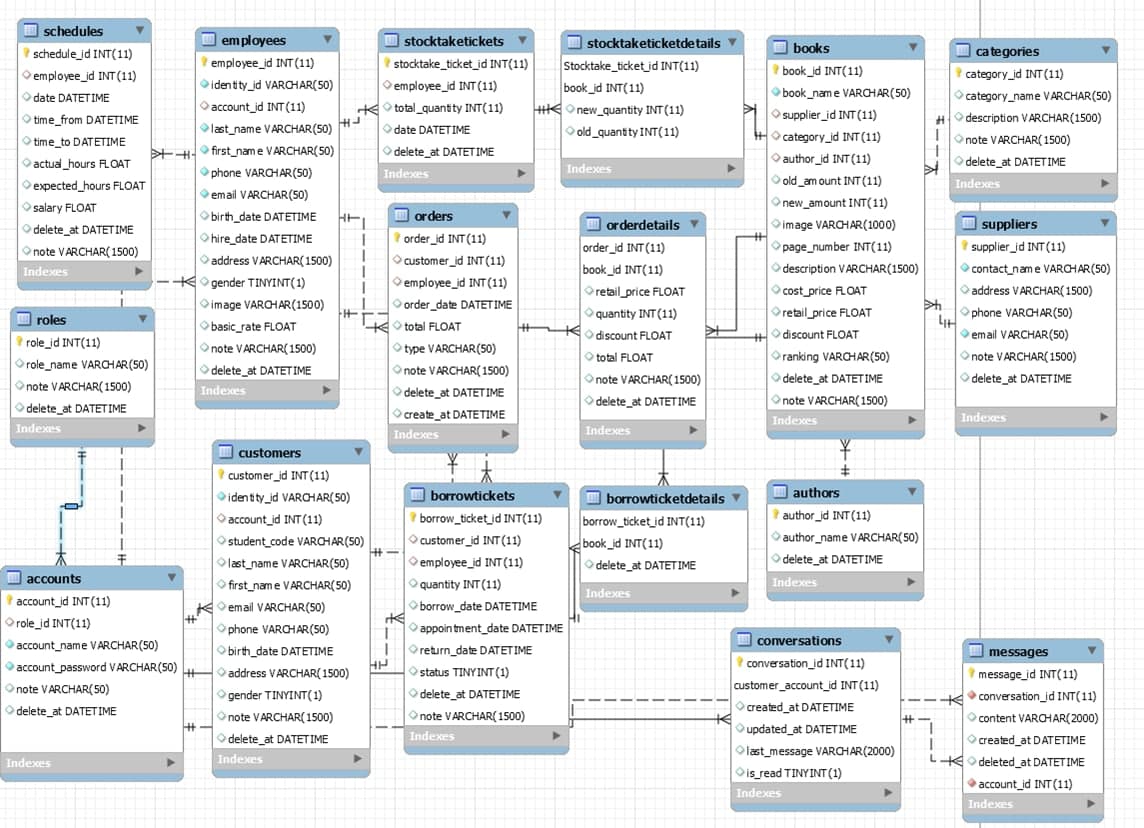 schedules
schedule_id INT(11)
employee_id INT(11)
date DATETIME
time_from DATETIME
time_to DATETIME
actual_hours FLOAT
expected_hours FLOAT
salary FLOAT
delete_at DATETIME
note VARCHAR(1500)
Indexes
employees
employee_id INT(11)
identity_id VARCHAR(50)
account_id INT(11)
last_name VARCHAR(50)
first_name VARCHAR(50)
phone VARCHAR(50)
email VARCHAR(50)
birth_date DATETIME
hire_date DATETIME
address VARCHAR(1500)
gender TINYINT(1)
image VARCHAR(1500)
basic_rate FLOAT
note VARCHAR(1500)
delete_at DATETIME
Indexes
stocktaketickets
stocktake_ticket_id INT(11)
employee_id INT(11)
total_quantity INT(11)
date DATETIME
delete_at DATETIME
Indexes
stocktaketicketdetails
Stocktake_ticket_id INT(11)
book_id INT(11)
new_quantity INT(11)
old_quantity INT(11)
Indexes
books
book_id INT(11)
book_name VARCHAR(50)
supplier_id INT(11)
category_id INT(11)
author_id INT(11)
old_amount INT(11)
new_amount INT(11)
image VARCHAR(1000)
page_number INT(11)
description VARCHAR(1500)
cost_price FLOAT
retail_price FLOAT
discount FLOAT
ranking VARCHAR(50)
delete_at DATETIME
note VARCHAR(1500)
Indexes
categories
category_id INT(11)
category_name VARCHAR(50)
description VARCHAR(1500)
note VARCHAR(1500)
delete_at DATETIME
Indexes
orders
order_id INT(11)
customer_id INT(11)
employee_id INT(11)
order_date DATETIME
total FLOAT
type VARCHAR(50)
note VARCHAR(1500)
delete_at DATETIME
create_at DATETIME
Indexes
orderdetails
order_id INT(11)
book_id INT(11)
retail_price FLOAT
quantity INT(11)
discount FLOAT
total FLOAT
note VARCHAR(1500)
delete_at DATETIME
Indexes
suppliers
supplier_id INT(11)
contact_name VARCHAR(50)
address VARCHAR(1500)
phone VARCHAR(50)
email VARCHAR(50)
note VARCHAR(1500)
delete_at DATETIME
Indexes
roles
role_id INT(11)
role_name VARCHAR(50)
note VARCHAR(1500)
delete_at DATETIME
Indexes
customers
customer_id INT(11)
identity_id VARCHAR(50)
account_id INT(11)
student_code VARCHAR(50)
last_name VARCHAR(50)
first_name VARCHAR(50)
email VARCHAR(50)
phone VARCHAR(50)
birth_date DATETIME
address VARCHAR(1500)
gender TINYINT(1)
note VARCHAR(1500)
delete_at DATETIME
Indexes
borrowtickets
borrow_ticket_id INT(11)
customer_id INT(11)
employee_id INT(11)
quantity INT(11)
borrow_date DATETIME
appointment_date DATETIME
return_date DATETIME
status TINYINT(1)
delete_at DATETIME
note VARCHAR(1500)
Indexes
borrowticketdetails
borrow_ticket_id INT(11)
book_id INT(11)
delete_at DATETIME
Indexes
authors
author_id INT(11)
author_name VARCHAR(50)
delete_at DATETIME
Indexes
accounts
account_id INT(11)
role_id INT(11)
account_name VARCHAR(50)
account_password VARCHAR(50)
note VARCHAR(50)
delete_at DATETIME
Indexes
conversations
conversation_id INT(11)
customer_account_id INT(11)
created_at DATETIME
updated_at DATETIME
last_message VARCHAR(2000)
is_read TINYINT(1)
Indexes
messages
message_id INT(11)
conversation_id INT(11)
content VARCHAR(2000)
created_at DATETIME
deleted_at DATETIME
account_id INT(11)
Indexes